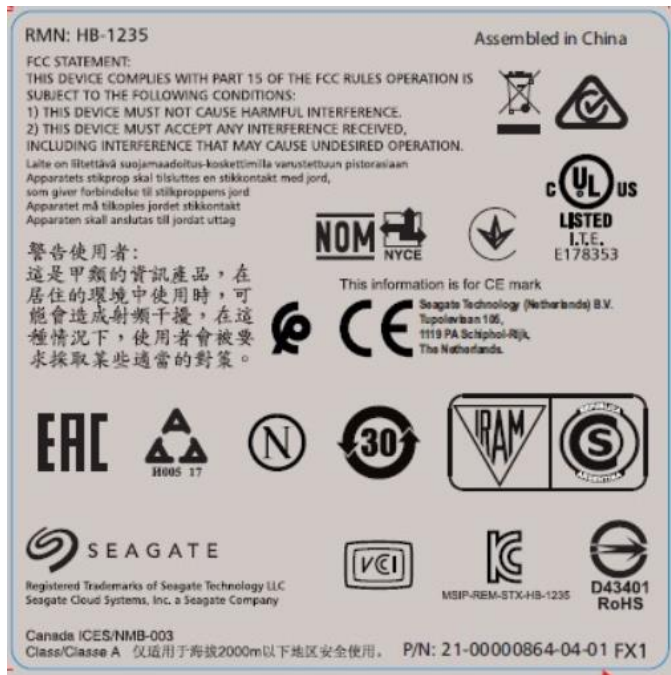 RMN: HB-1235
Assembled in China
FCC STATEMENT:
THIS DEVICE COMPLIES WITH PART 15 OF THE FCC RULES OPERATION IS
SUBJECT TO THE FOLLOWING CONDITIONS:
1) THIS DEVICE MUST NOT CAUSE HARMFUL INTERFERENCE.
2) THIS DEVICE MUST ACCEPT ANY INTERFERENCE RECEIVED,
INCLUDING INTERFERENCE THAT MAY CAUSE UNDESIRED OPERATION.
Laite on liitettävä suojamaadoitus-koskettimilla varustettuun pistorasiaan
Apparatets stikprop skal tilsluttes en stikkontakt med jord,
som giver forbindelse til stikproppens jord
Apparatet må tilkoples jordet stikkontakt
Apparaten skall anslutas till jordat uttag
C UL US
LISTED
I.T.E.
E178353
NOM
NYCE
警告使用者:
這是甲類的資訊產品,在
居住的環境中使用時,可
能會造成射頻干擾,在這
種情況下,使用者會被要
求採取某些適當的對策。
This information is for CE mark
CE
Seagate Technology (Netherlands) B.V.
Tupolevlaan 105,
1119 PA Schiphol-Rijk,
The Netherlands.
EAC
H005 17
N
30
IRAM
REPUBLICA
S
ARGENTINA
SEAGATE
Registered Trademarks of Seagate Technology LLC
Seagate Cloud Systems, Inc. a Seagate Company
VCI
KC
MSIP-REM-STX-HB-1235
D43401
RoHS
Canada ICES/NMB-003
Class/Classe A 仅适用于海拔2000m以下地区安全使用。 P/N: 21-00000864-04-01 FX1